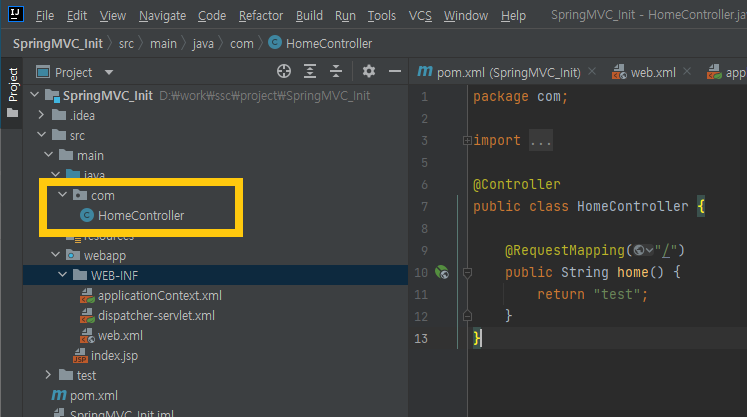 File Edit View Navigate Code Refactor Build Run Tools VCS Window Help SpringMVC_Init - HomeController.ja
SpringMVC_Init > src > main > java > com > HomeController
Project
Project
pom.xml (SpringMVC_Init) web.xml app
SpringMVC_Init D:₩work₩ssc₩project₩SpringMVC_Init
.idea
src
main
java
com
HomeController
resources
webapp
WEB-INF
applicationContext.xml
dispatcher-servlet.xml
web.xml
index.jsp
test
pom.xml
SpringMVC_Init.iml
1 package com;
2
3 import ...
5
6 @Controller
7 public class HomeController {
8
9 @RequestMapping("/")
10 public String home() {
11 return "test";
12 }
13 }